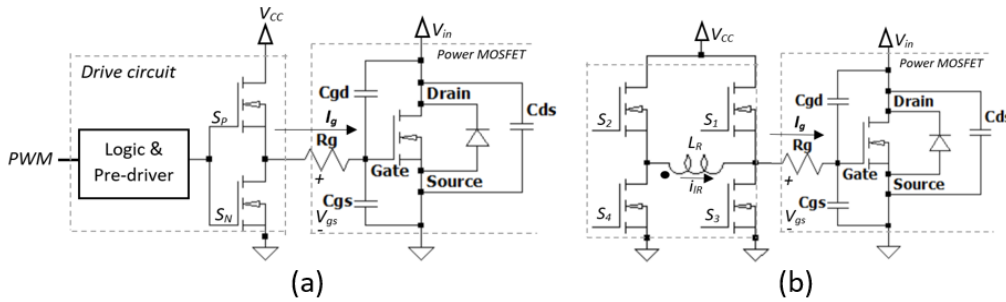 V_CC
V_in
Drive circuit
Power MOSFET
Cgd
Drain
Cds
S_P
I_g
Rg
PWM
Logic &
Pre-driver
Gate
+
Source
S_N
Cgs
V_gs
-
(a)
V_CC
V_in
Power MOSFET
Cgd
Drain
Cds
S_2
S_1
I_g
L_R
Rg
Gate
i_IR
+
Source
S_4
S_3
Cgs
V_gs
-
(b)